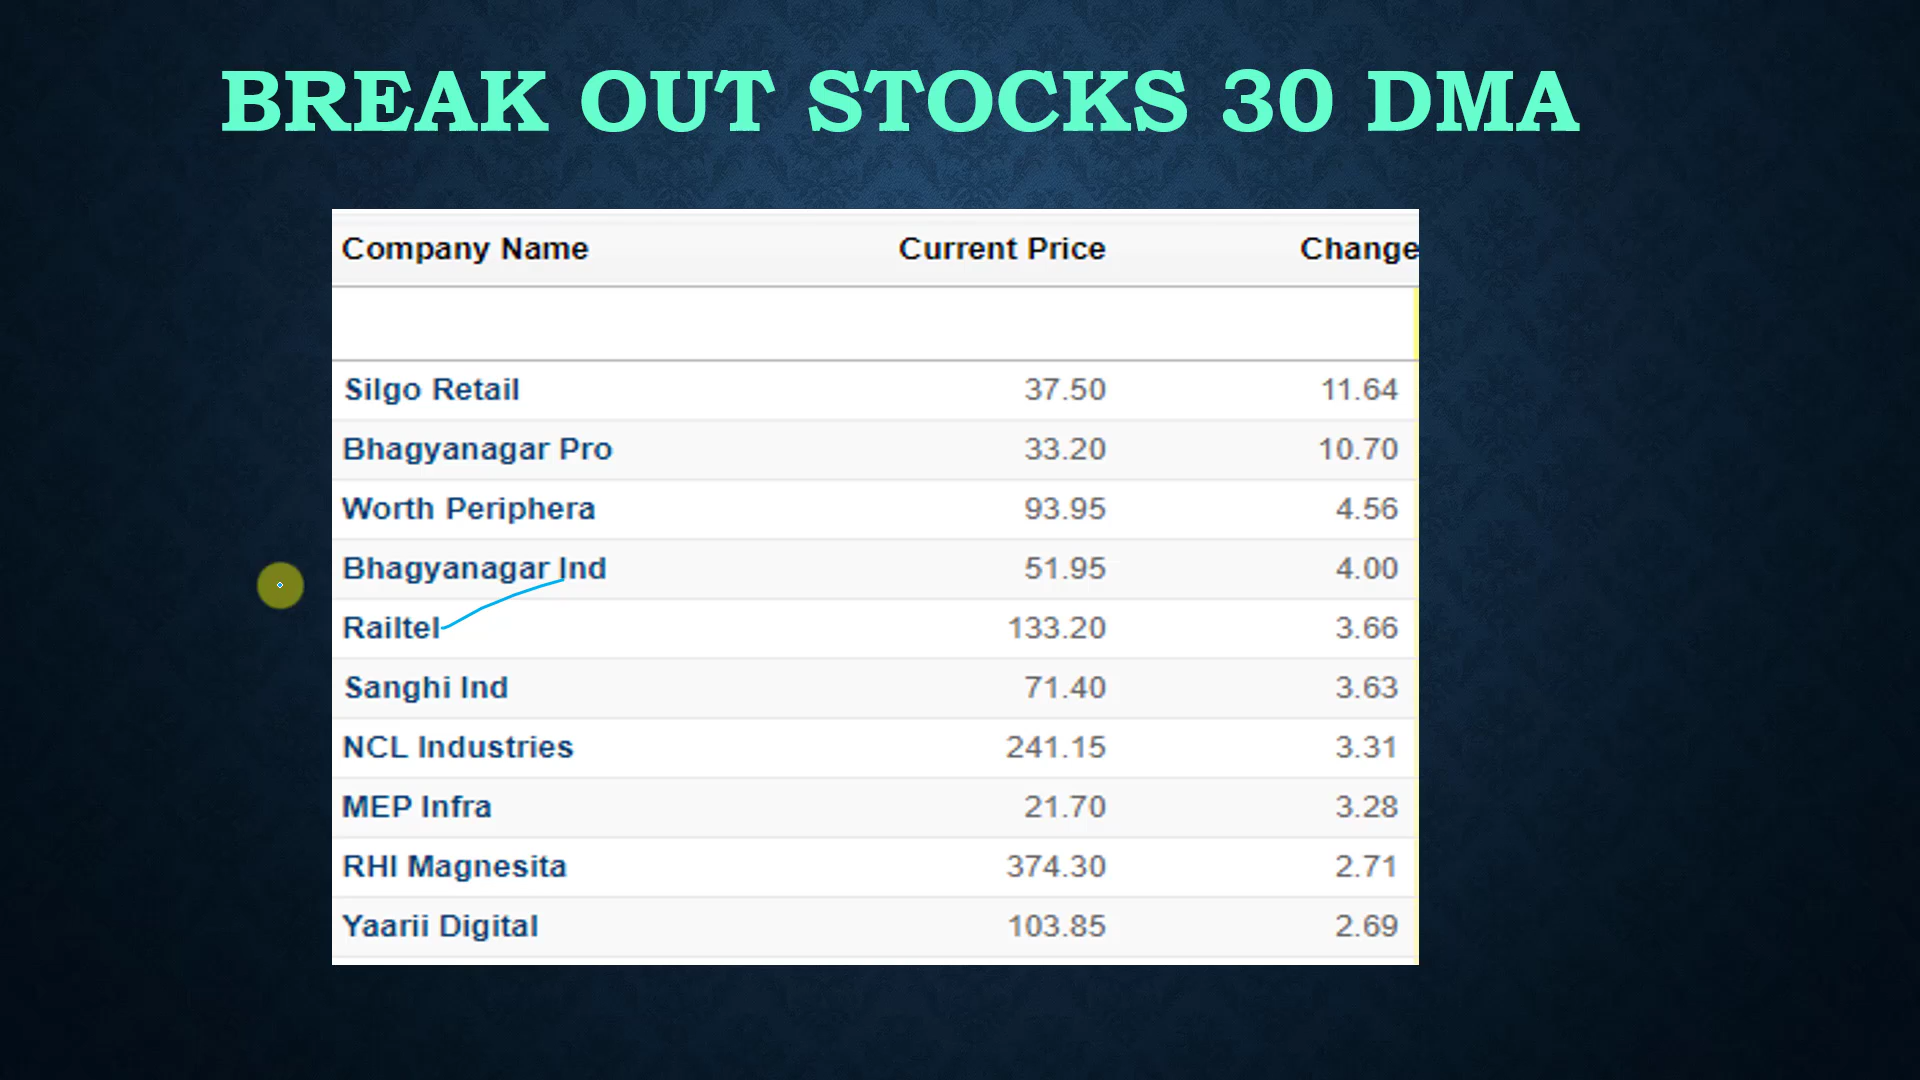 BREAK OUT STOCKS 30 DMA
Company Name Current Price Change
Silgo Retail 37.50 11.64
Bhagyanagar Pro 33.20 10.70
Worth Periphera 93.95 4.56
Bhagyanagar Ind 51.95 4.00
Railtel 133.20 3.66
Sanghi Ind 71.40 3.63
NCL Industries 241.15 3.31
MEP Infra 21.70 3.28
RHI Magnesita 374.30 2.71
Yaarii Digital 103.85 2.69